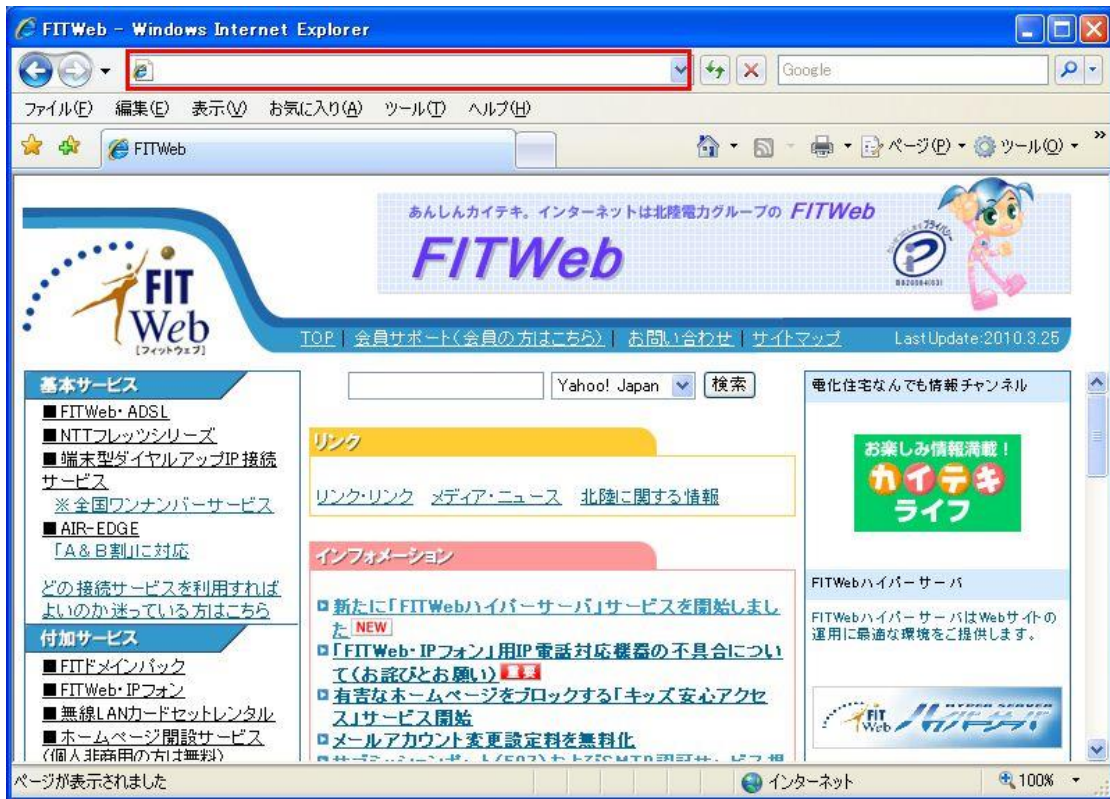 FITWeb - Windows Internet Explorer
Google
ファイル(F) 編集(E) 表示(V) お気に入り(A) ツール(T) ヘルプ(H)
FITWeb
ページ(P) ツール(O) »
あんしんカイテキ。インターネットは北陸電力グループの FITWeb
FITWeb
FIT
Web
[フィットウェブ]
TOP | 会員サポート(会員の方はこちら) | お問い合わせ | サイトマップ LastUpdate:2010.3.25
基本サービス
■FITWeb・ADSL
■NTTフレッツシリーズ
■端末型ダイヤルアップIP接続
サービス
※全国ワンナンバーサービス
■AIR-EDGE
「A&B割」に対応
どの接続サービスを利用すれば
よいのか迷っている方はこちら
付加サービス
■FITドメインパック
■FITWeb・IPフォン
■無線LANカードセットレンタル
■ホームページ開設サービス
(個人非商用の方は無料)
Yahoo! Japan 検索
リンク
リンク・リンク メディア・ニュース 北陸に関する情報
インフォメーション
新たに「FITWebハイパーサーバ」サービスを開始しまし
た NEW
「FITWeb・IPフォン」用IP電話対応機器の不具合につい
て(お詫びとお願い) 重要
有害なホームページをブロックする「キッズ安心アクセ
ス」サービス開始
メールアカウント変更設定料を無料化
電化住宅なんでも情報チャンネル
お楽しみ情報満載!
カイテキ
ライフ
FITWebハイパーサーバ
FITWebハイパーサーバはWebサイトの
運用に最適な環境をご提供します。
FIT
Web
HYPER SERVER
ページが表示されました
インターネット
100%